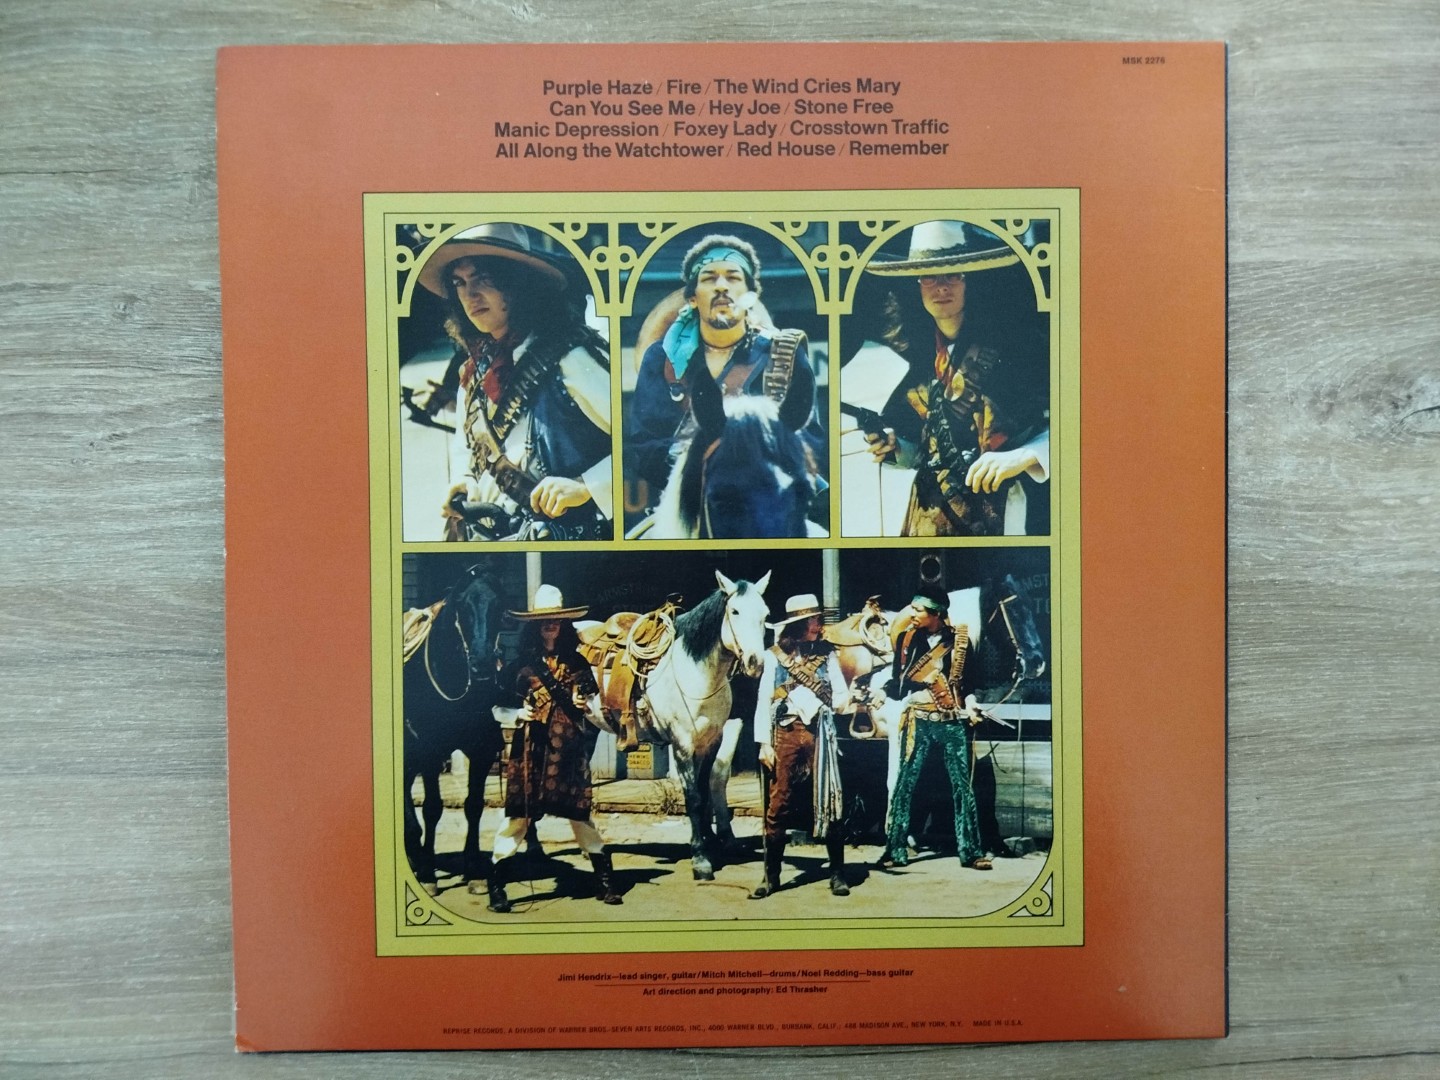 MSK 2276
Purple Haze / Fire / The Wind Cries Mary
Can You See Me / Hey Joe / Stone Free
Manic Depression / Foxey Lady / Crosstown Traffic
All Along the Watchtower / Red House / Remember
Jimi Hendrix—lead singer, guitar/Mitch Mitchell—drums/Noel Redding—bass guitar
Art direction and photography: Ed Thrasher
REPRISE RECORDS, A DIVISION OF WARNER BROS.-SEVEN ARTS RECORDS, INC., 4000 WARNER BLVD., BURBANK, CALIF.; 488 MADISON AVE., NEW YORK, N.Y. MADE IN U.S.A.